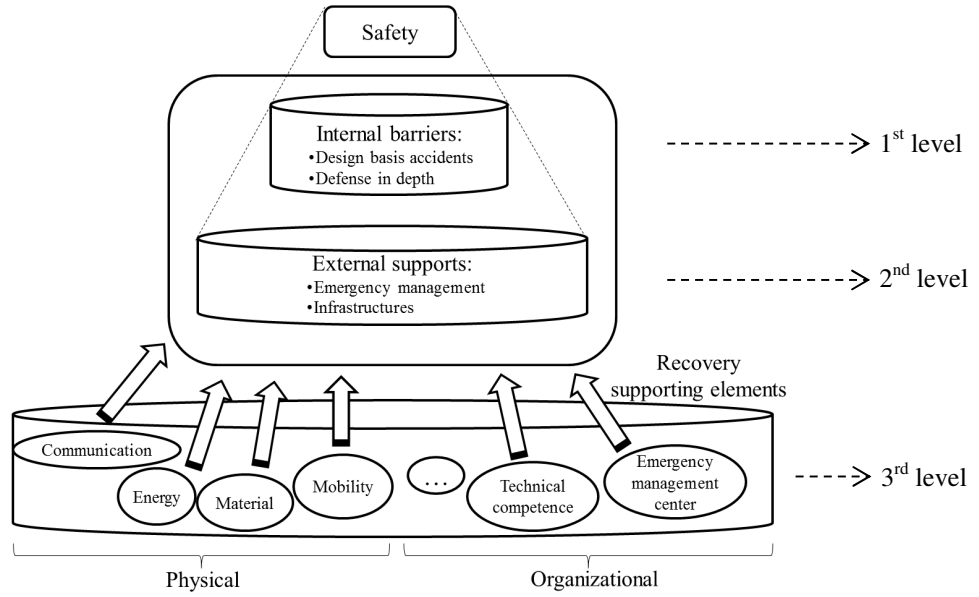 Safety
Internal barriers:
•Design basis accidents
•Defense in depth
1st level
External supports:
•Emergency management
•Infrastructures
2nd level
Recovery
supporting elements
Communication
Energy
Material
Mobility
...
Technical
competence
Emergency
management
center
3rd level
Physical
Organizational